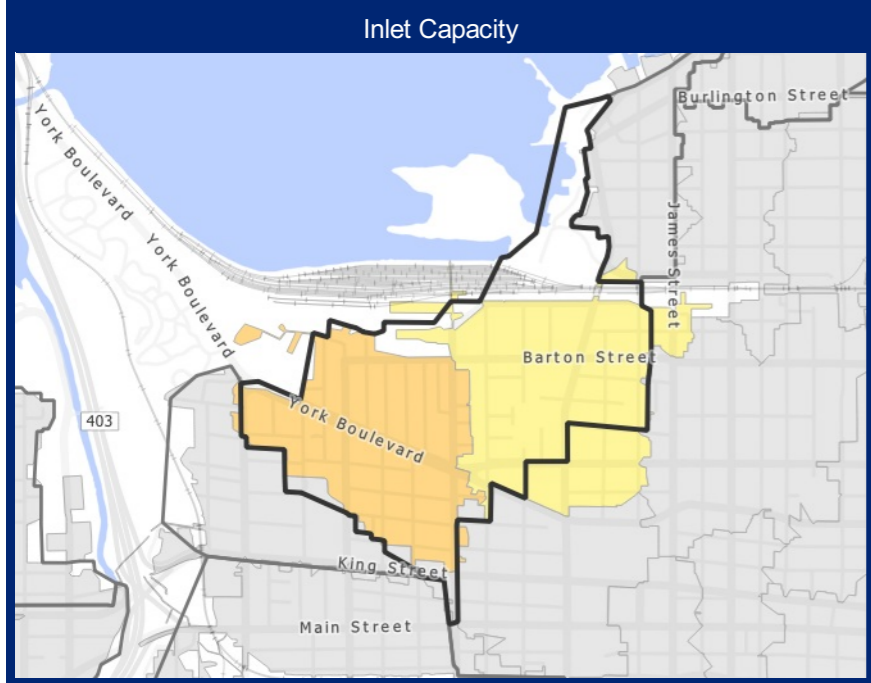 Inlet Capacity
Burlington Street
York Boulevard
James Street
York Boulevard
Barton Street
403
York Boulevard
King Street
Main Street